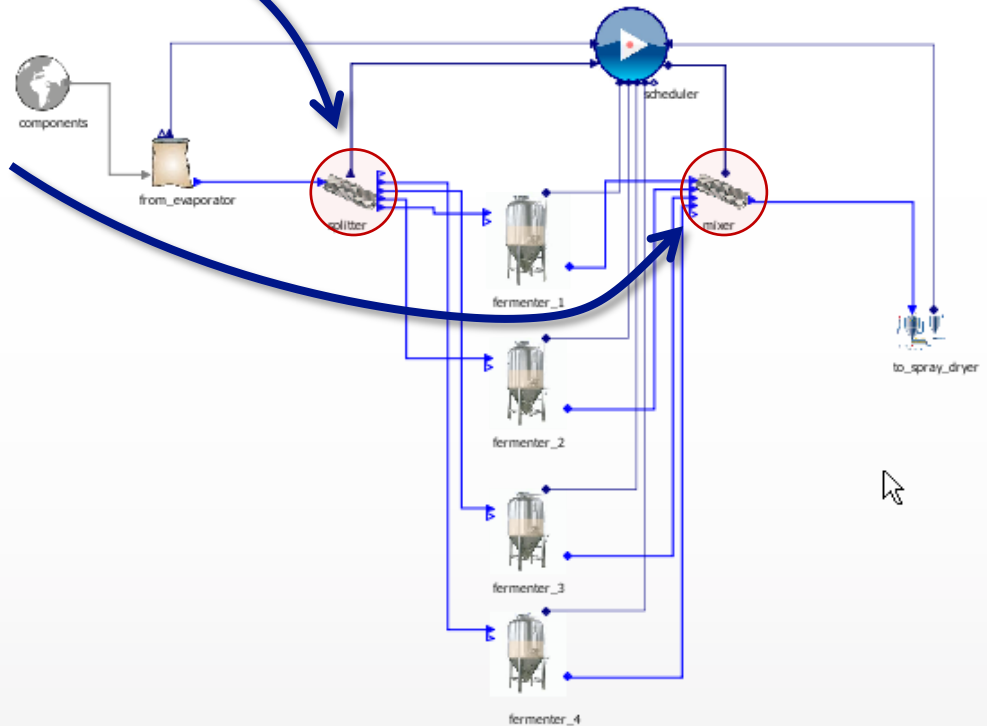 scheduler
components
from_evaporator
splitter
mixer
fermenter_1
to_spray_dryer
fermenter_2
fermenter_3
fermenter_4